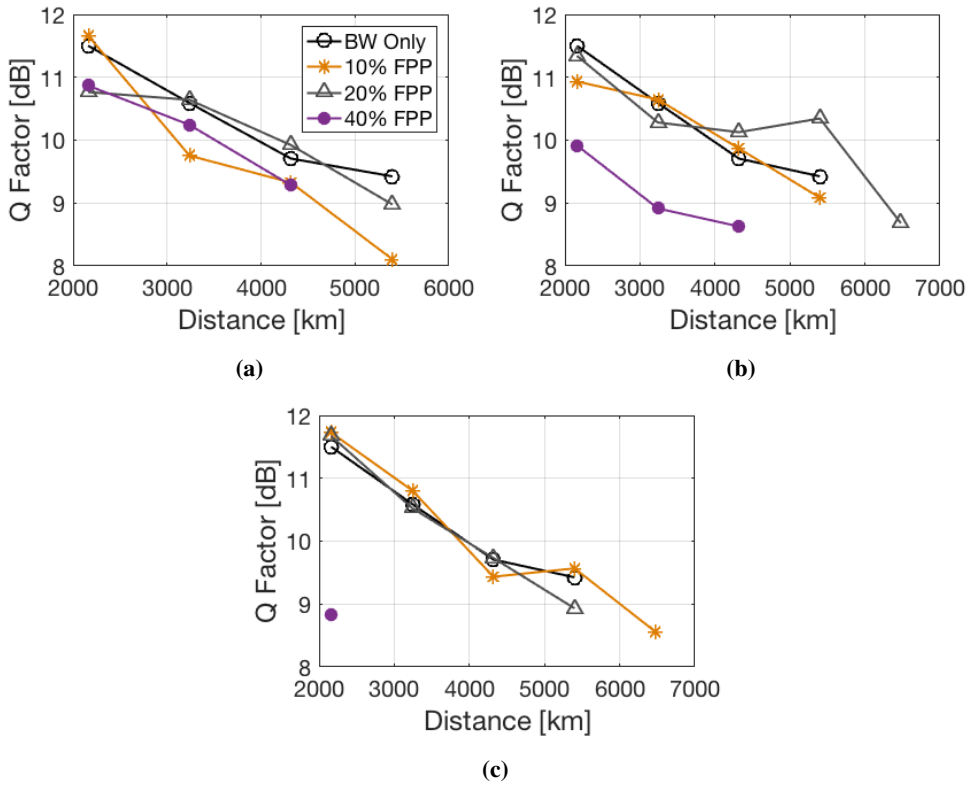 12
11
10
9
8
Q Factor [dB]
BW Only
10% FPP
20% FPP
40% FPP
2000 3000 4000 5000 6000
Distance [km]
(a)
12
11
10
9
8
Q Factor [dB]
2000 3000 4000 5000 6000 7000
Distance [km]
(b)
12
11
10
9
8
Q Factor [dB]
2000 3000 4000 5000 6000 7000
Distance [km]
(c)